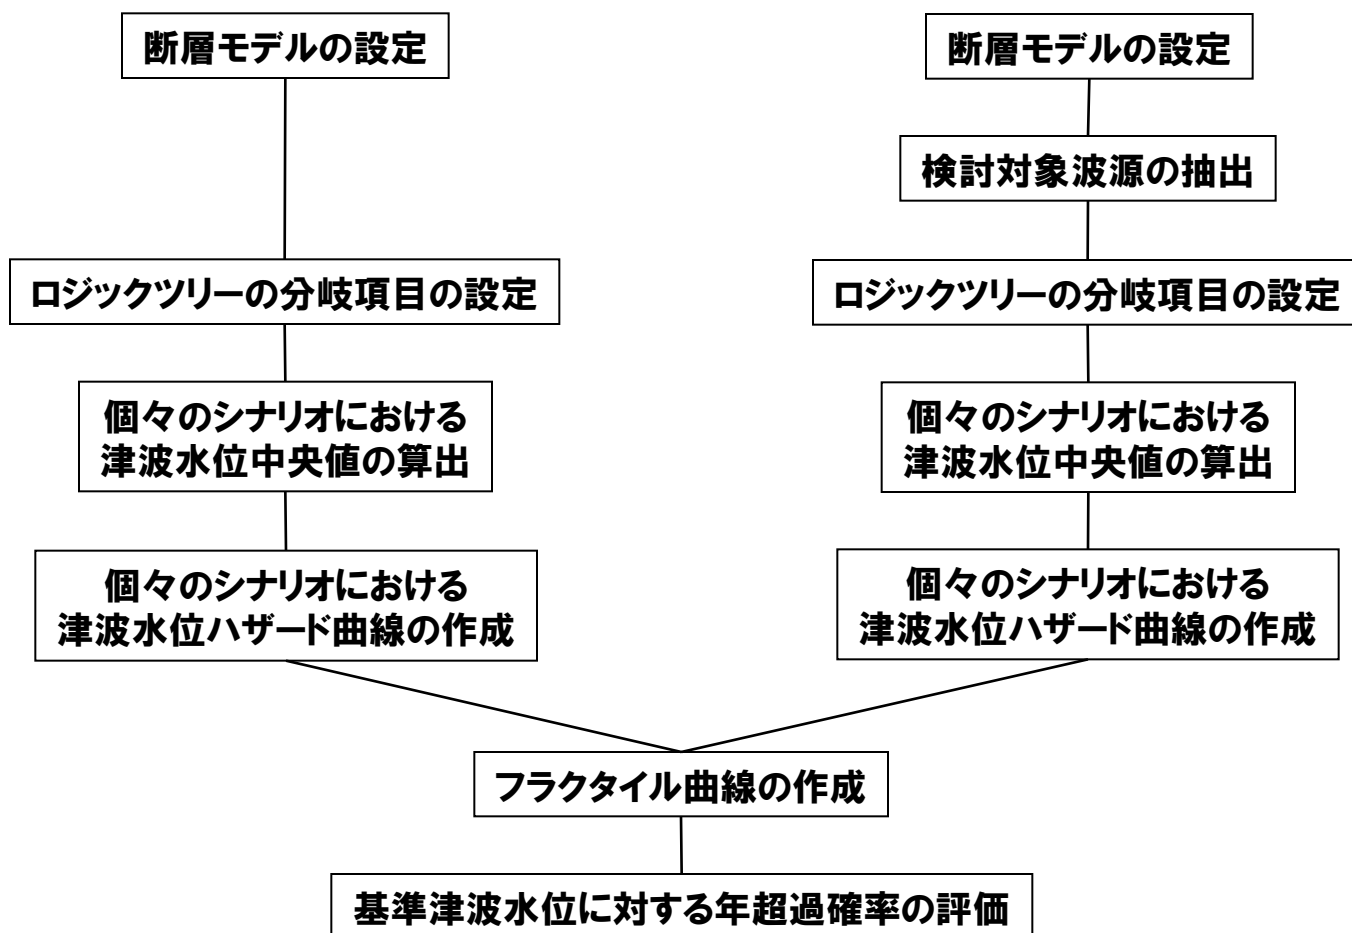 断層モデルの設定
ロジックツリーの分岐項目の設定
個々のシナリオにおける
津波水位中央値の算出
個々のシナリオにおける
津波水位ハザード曲線の作成
断層モデルの設定
検討対象波源の抽出
ロジックツリーの分岐項目の設定
個々のシナリオにおける
津波水位中央値の算出
個々のシナリオにおける
津波水位ハザード曲線の作成
フラクタイル曲線の作成
基準津波水位に対する年超過確率の評価